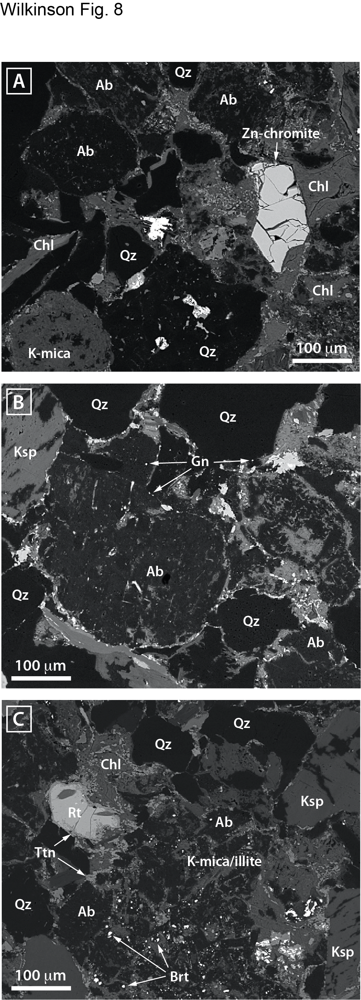 Wilkinson Fig. 8
A
Qz
Ab
Ab
Zn-chromite
Ab
Chl
Chl
Qz
Chl
K-mica
Qz
100 μm
B
Qz
Qz
Ksp
Gn
Ab
Qz
Qz
Ab
100 μm
C
Qz
Qz
Chl
Ksp
Rt
Ab
Ttn
K-mica/illite
Qz
Ab
Ksp
100 μm
Brt